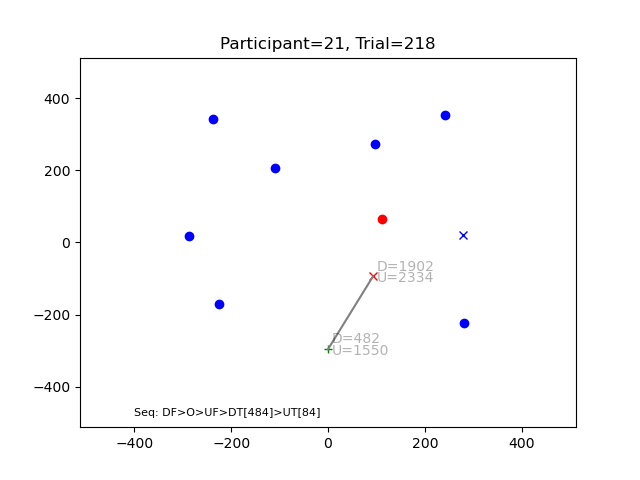 Participant=21, Trial=218
400
200
0
−200
−400
D=1902
U=2334
D=482
U=1550
Seq: DF>O>UF>DT[484]>UT[84]
−400 −200 0 200 400